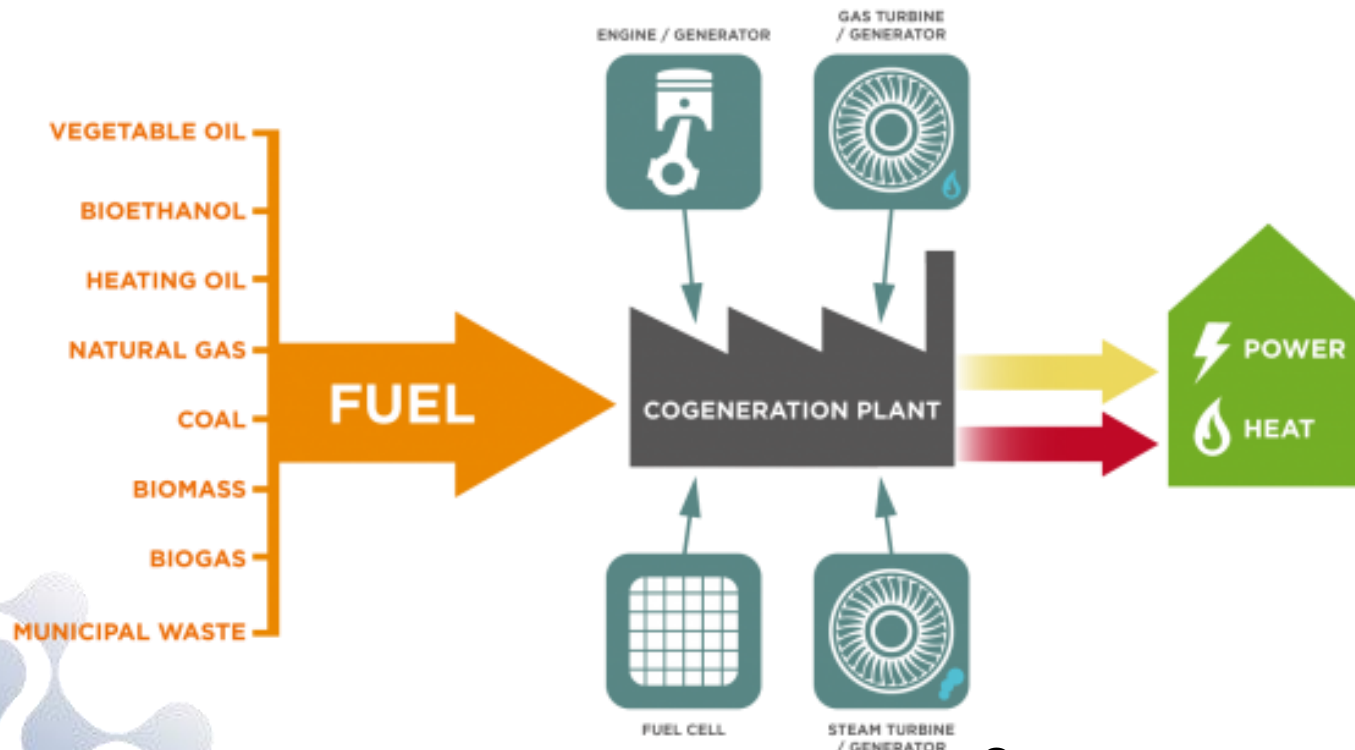 GAS TURBINE
/ GENERATOR
ENGINE / GENERATOR
VEGETABLE OIL
BIOETHANOL
HEATING OIL
NATURAL GAS
COAL
BIOMASS
BIOGAS
MUNICIPAL WASTE
FUEL
COGENERATION PLANT
POWER
HEAT
FUEL CELL
STEAM TURBINE
/ GENERATOR